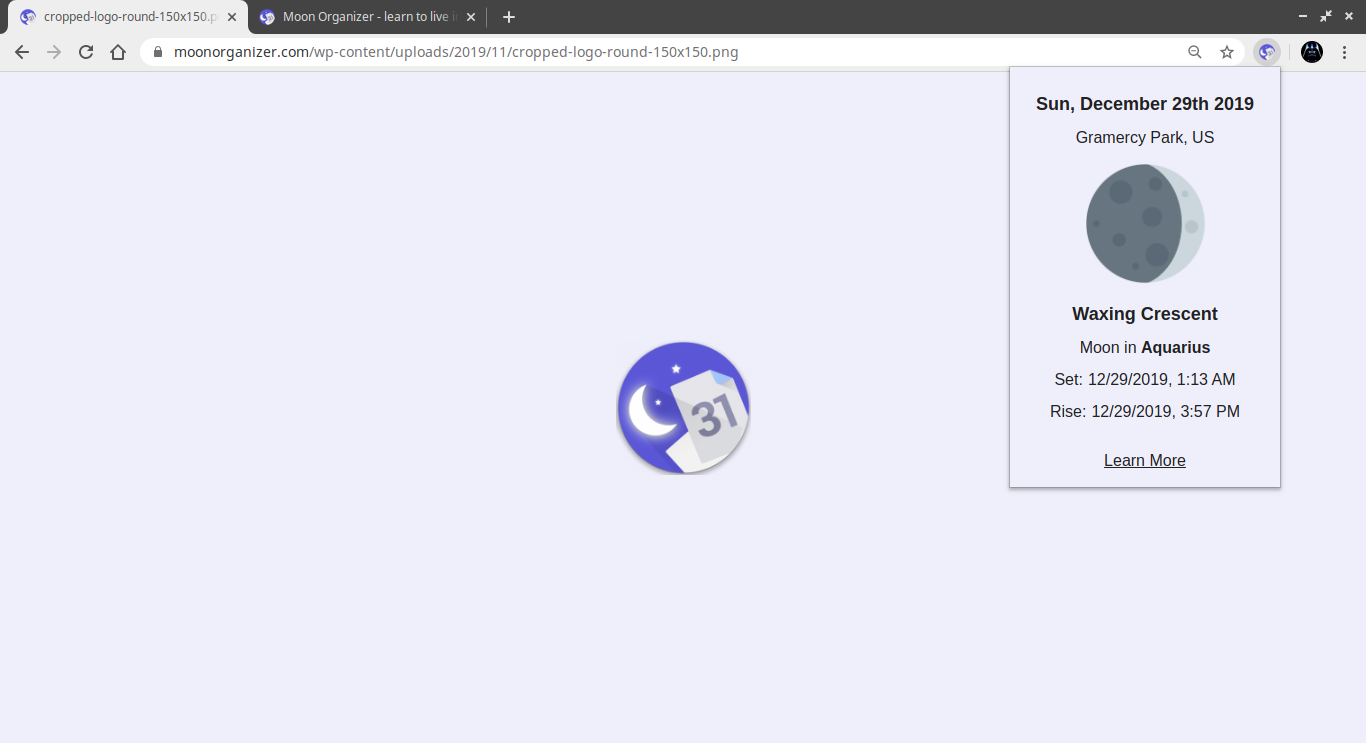 cropped-logo-round-150x150.p
Moon Organizer - learn to live i
moonorganizer.com/wp-content/uploads/2019/11/cropped-logo-round-150x150.png
Sun, December 29th 2019
Gramercy Park, US
31
Waxing Crescent
Moon in Aquarius
Set: 12/29/2019, 1:13 AM
Rise: 12/29/2019, 3:57 PM
Learn More